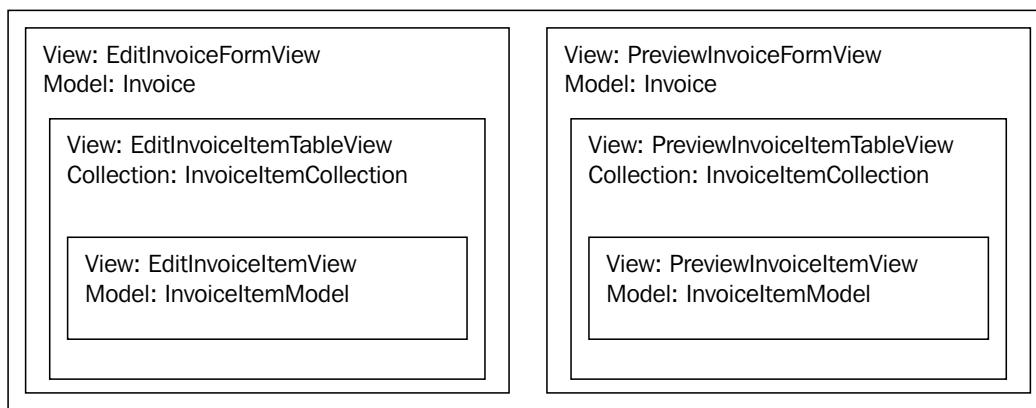 View: EditInvoiceFormView
Model: Invoice
View: EditInvoiceItemTableView
Collection: InvoiceItemCollection
View: EditInvoiceItemView
Model: InvoiceItemModel
View: PreviewInvoiceFormView
Model: Invoice
View: PreviewInvoiceItemTableView
Collection: InvoiceItemCollection
View: PreviewInvoiceItemView
Model: InvoiceItemModel